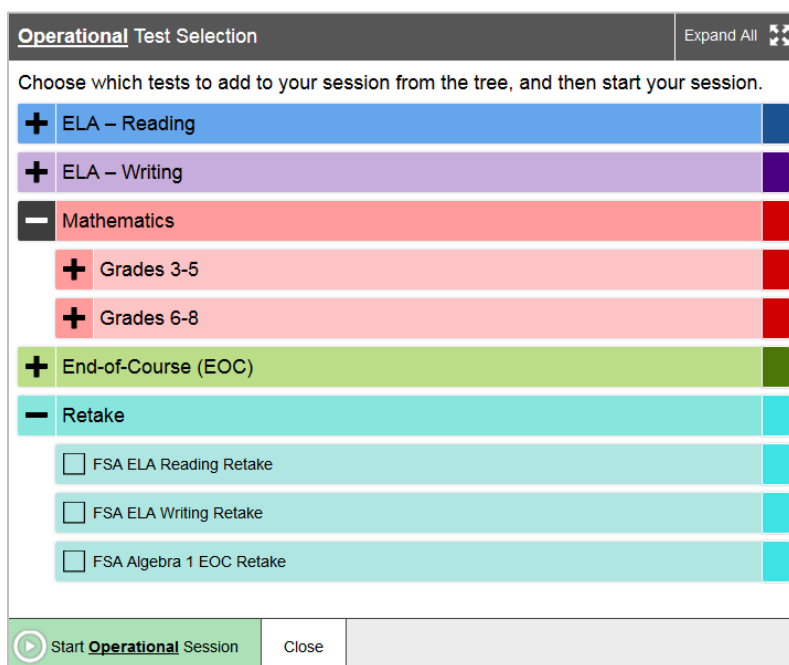 Operational Test Selection
Expand All
Choose which tests to add to your session from the tree, and then start your session.
ELA – Reading
ELA – Writing
Mathematics
Grades 3-5
Grades 6-8
End-of-Course (EOC)
Retake
FSA ELA Reading Retake
FSA ELA Writing Retake
FSA Algebra 1 EOC Retake
Start Operational Session
Close